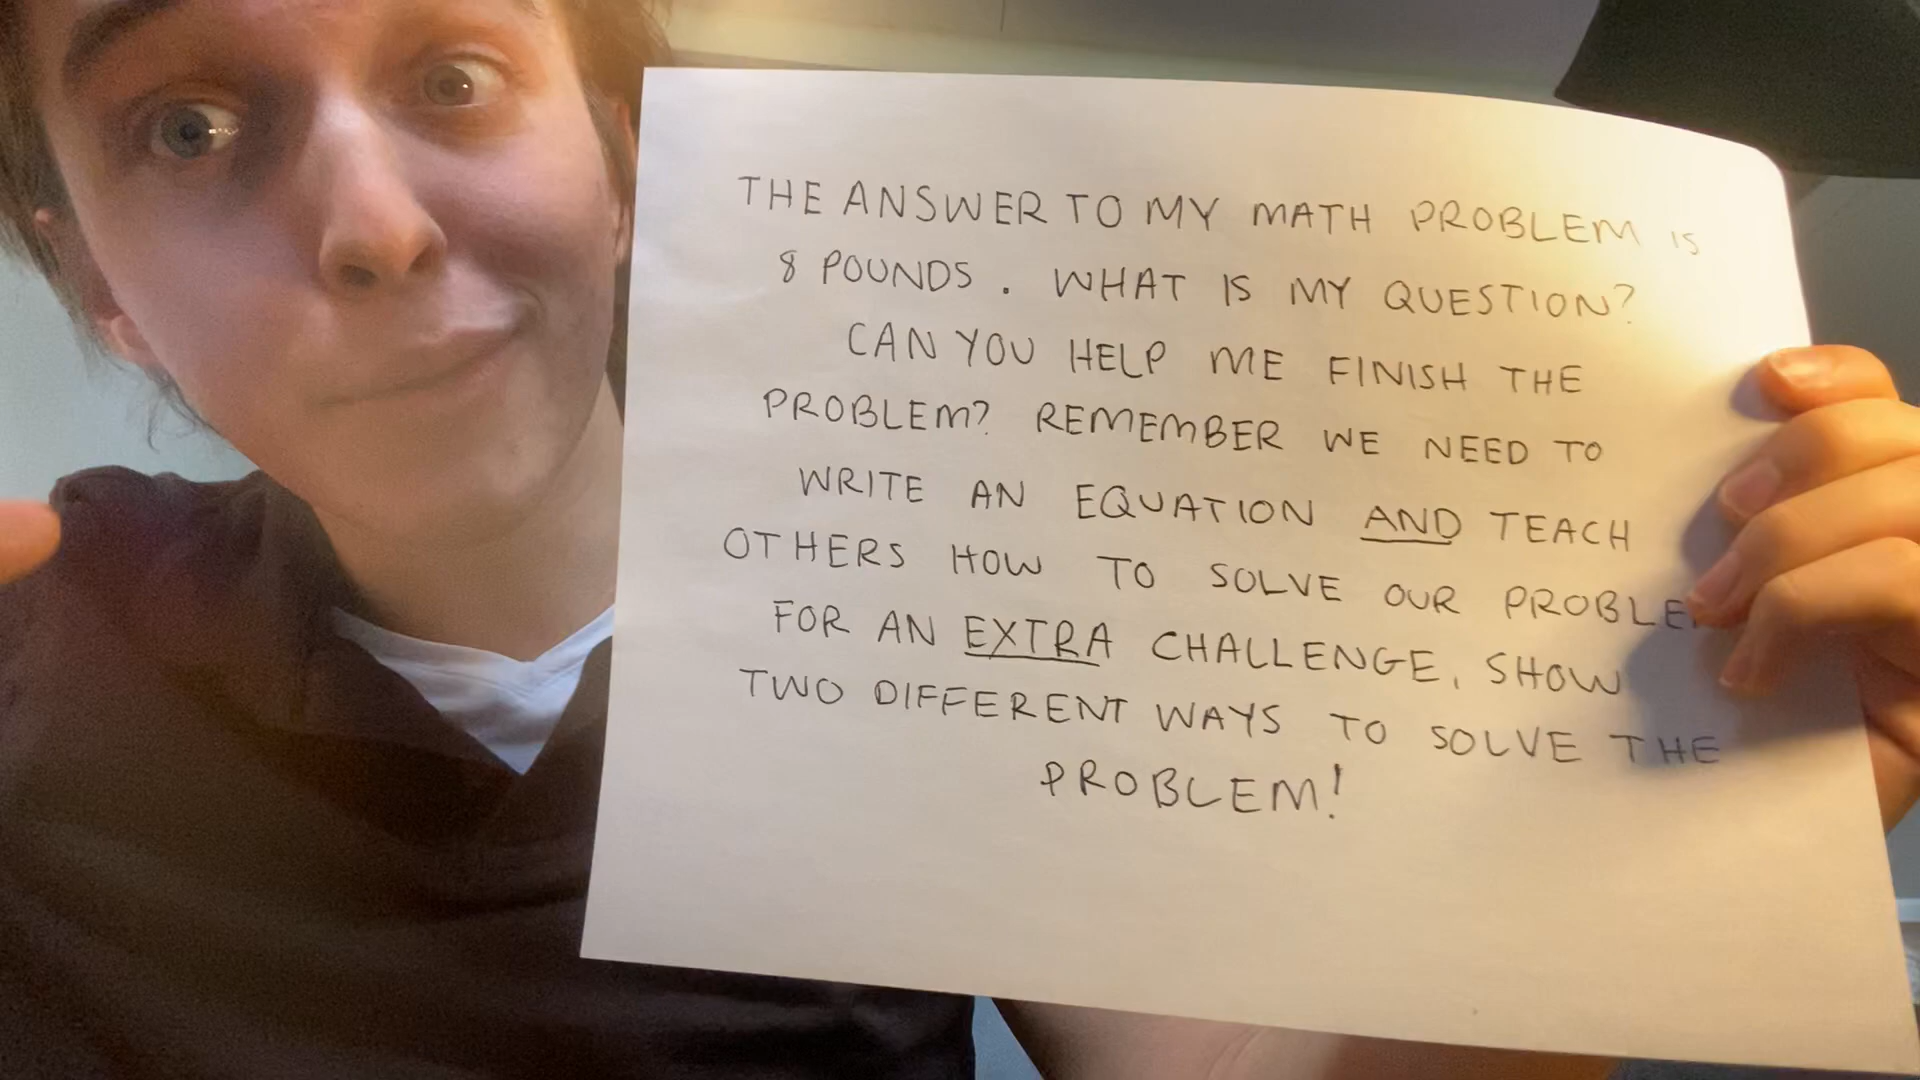 THE ANSWER TO MY MATH PROBLEM IS
8 POUNDS. WHAT IS MY QUESTION?
CAN YOU HELP ME FINISH THE
PROBLEM? REMEMBER WE NEED TO
WRITE AN EQUATION AND TEACH
OTHERS HOW TO SOLVE OUR
FOR AN EXTRA CHALLENGE, SHOW
TWO DIFFERENT WAYS TO SOLVE THE
PROBLEM!